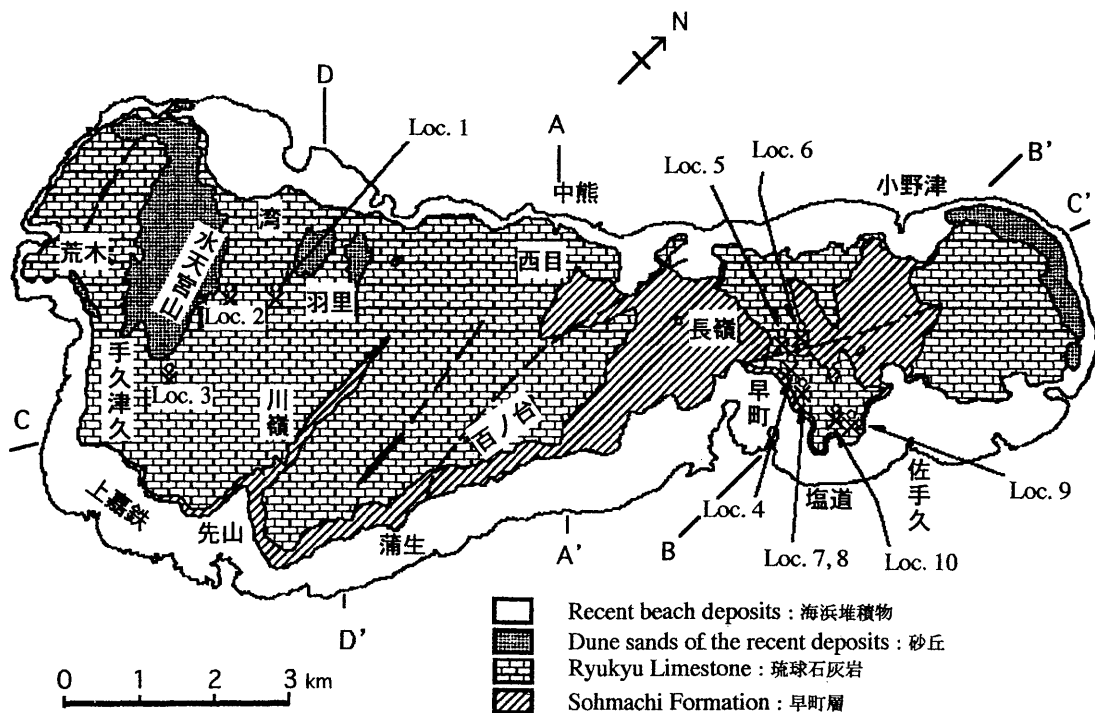 N
D
Loc. 1
A
中熊
Loc. 5
Loc. 6
小野津
B'
C'
荒木
水天宮山
湾
Loc. 2
羽里
西目
長嶺
手久津久
Loc. 3
川嶺
百ノ台
早町
C
上嘉鉄
先山
蒲生
A'
B
Loc. 4
塩道
佐手久
Loc. 9
Loc. 7, 8
Loc. 10
D'
0 1 2 3 km
Recent beach deposits : 海浜堆積物
Dune sands of the recent deposits : 砂丘
Ryukyu Limestone : 琉球石灰岩
Sohmachi Formation : 早町層